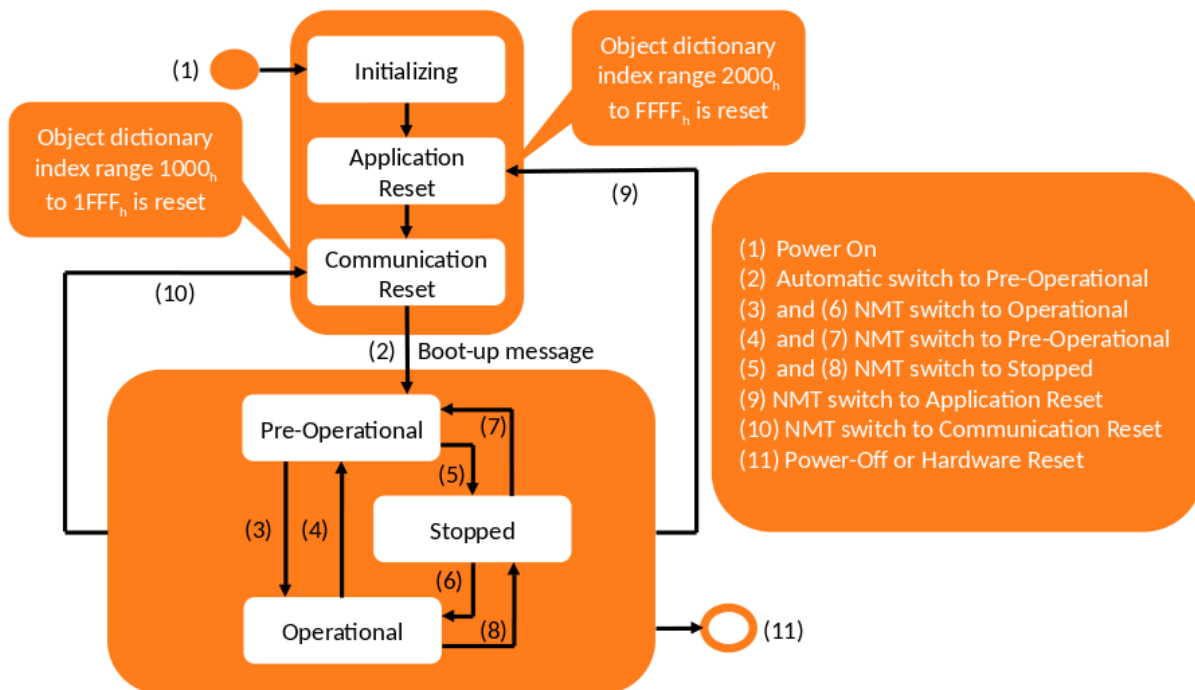 (1)
Initializing
Object dictionary
index range 2000h
to FFFFh is reset
Object dictionary
index range 1000h
to 1FFFh is reset
Application
Reset
(9)
Communication
Reset
(10)
(2) Boot-up message
(1) Power On
(2) Automatic switch to Pre-Operational
(3) and (6) NMT switch to Operational
(4) and (7) NMT switch to Pre-Operational
(5) and (8) NMT switch to Stopped
(9) NMT switch to Application Reset
(10) NMT switch to Communication Reset
(11) Power-Off or Hardware Reset
Pre-Operational
(7)
(5)
(3)
(4)
Stopped
(6)
Operational
(8)
(11)